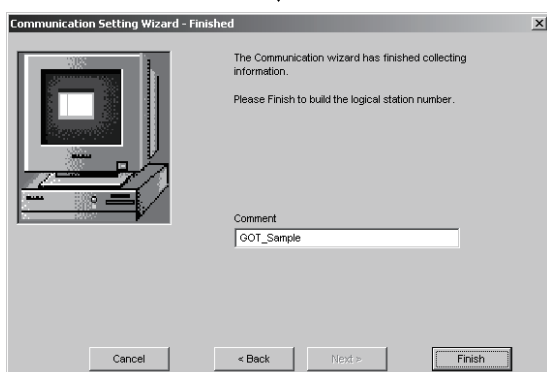 Communication Setting Wizard - Finished
The Communication wizard has finished collecting
information.
Please Finish to build the logical station number.
Comment
GOT_Sample
Cancel
< Back
Next >
Finish